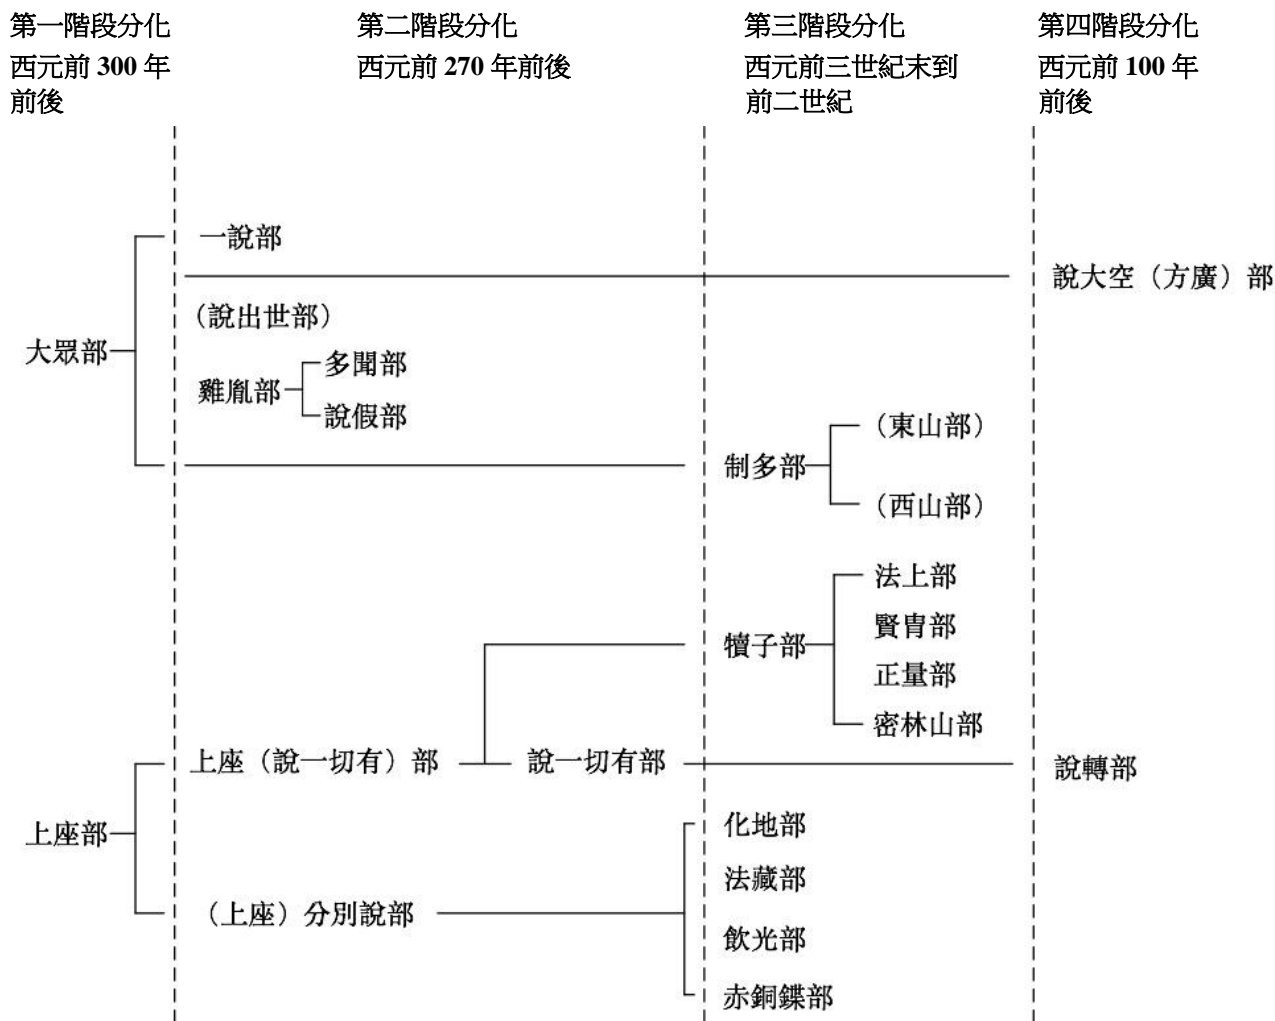 第一階段分化
西元前 300 年
前後
第二階段分化
西元前 270 年前後
第三階段分化
西元前三世紀末到
前二世紀
第四階段分化
西元前 100 年
前後
大眾部
一說部
說大空（方廣）部
（說出世部）
雞胤部
多聞部
說假部
制多部
（東山部）
（西山部）
上座部
上座（說一切有）部
說一切有部
犢子部
法上部
賢冑部
正量部
密林山部
說轉部
（上座）分別說部
化地部
法藏部
飲光部
赤銅鍱部